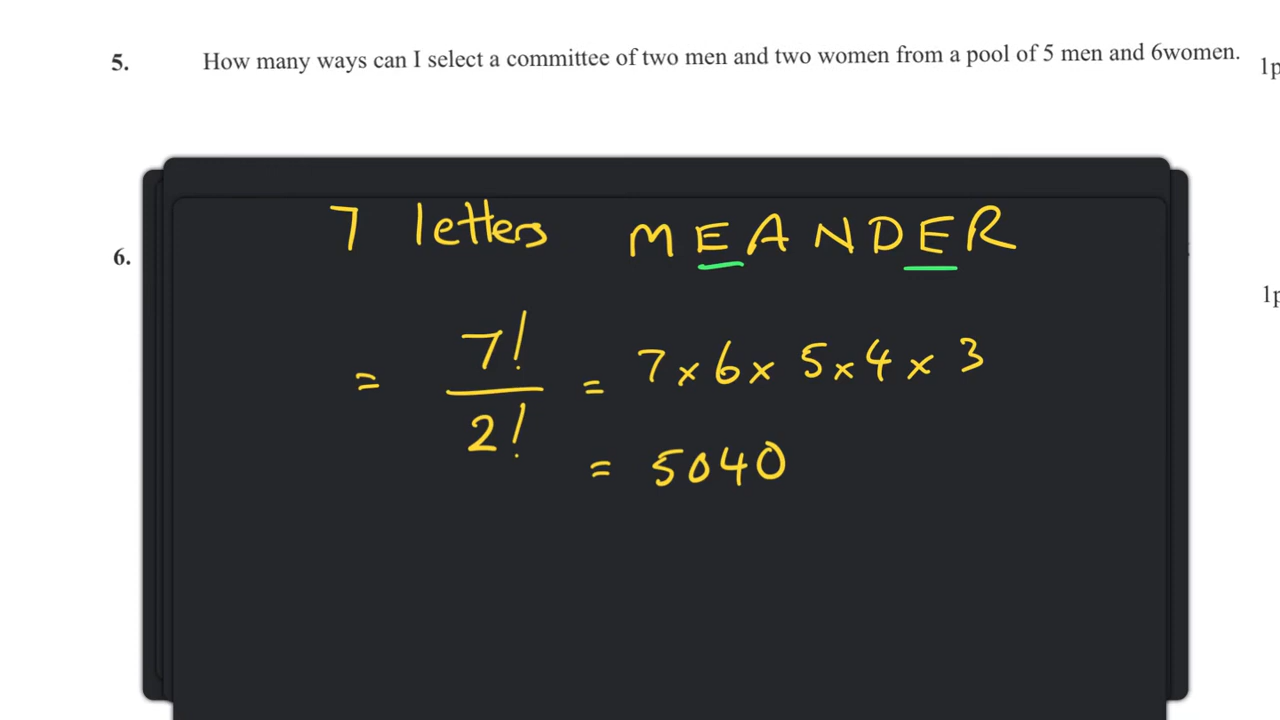 5. How many ways can I select a committee of two men and two women from a pool of 5 men and 6women.
1p
7 letters MEANDER
6.
1p
= 7!/2! = 7 × 6 × 5 × 4 × 3
= 5040